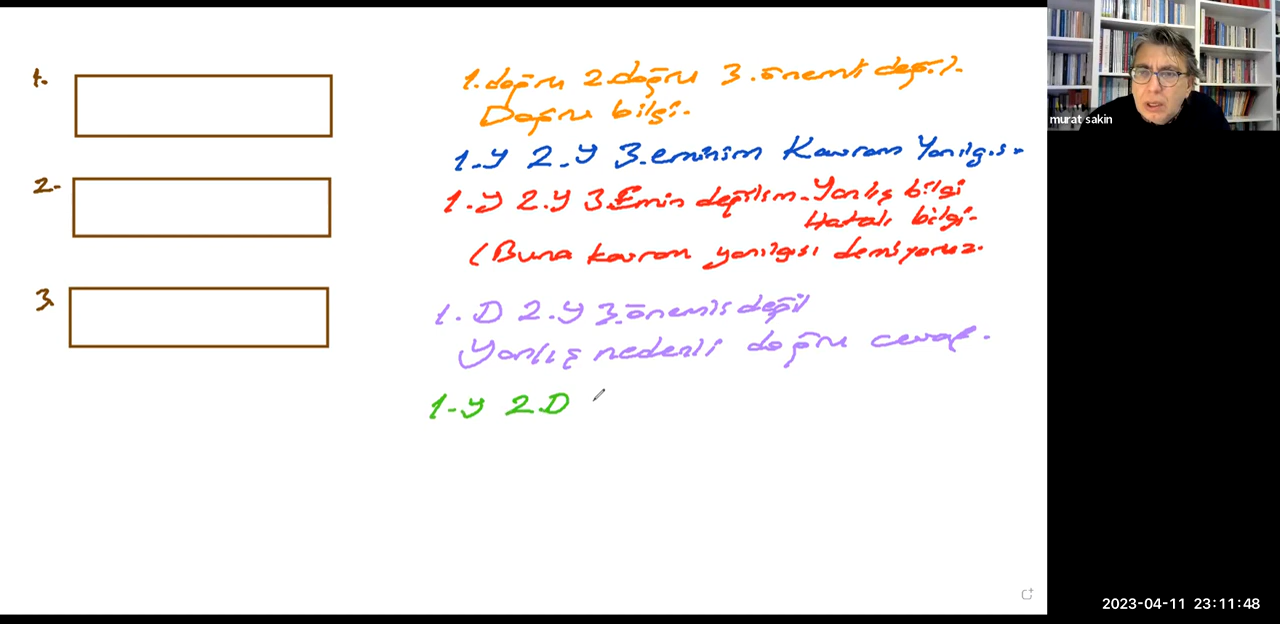 1.
2-
3.
1.doğru 2.doğru 3.önemli değil.
Doğru bilgi.
1-Y 2.Y 3.eminim Kavram Yanılgısı.
1.Y 2.Y 3.Emin değilim-Yanlış bilgi
Hatalı bilgi.
(Buna kavram yanılgısı demiyoruz.
1. D 2.Y 3.önemli değil
Yanlış nedenli doğru cevap.
1-Y 2.D
murat sakin
2023-04-11 23:11:48